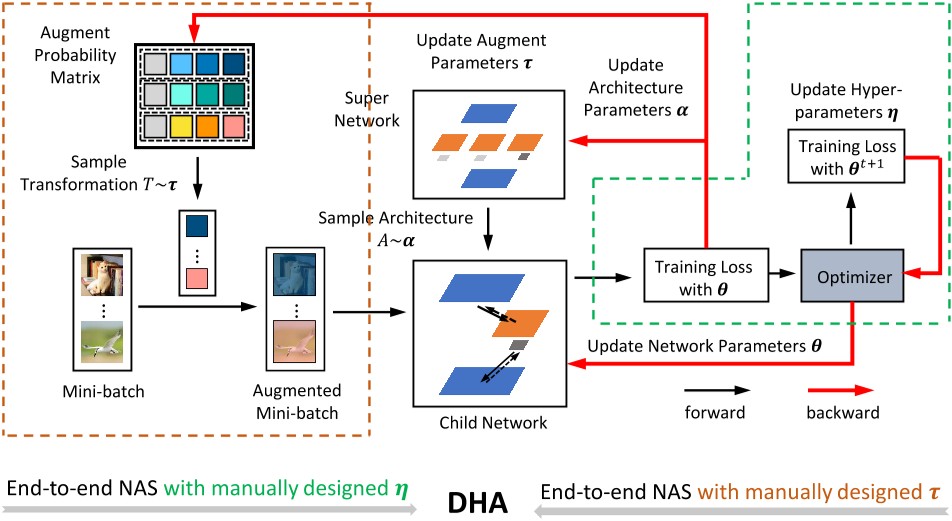 Augment
Probability
Matrix
Update Augment
Parameters τ
Update
Architecture
Parameters α
Update Hyper-
parameters η
Super
Network
Training Loss
with θᵗ⁺¹
Sample
Transformation T~τ
Sample Architecture
A~α
Training Loss
with θ
Optimizer
Update Network Parameters θ
Mini-batch
Augmented
Mini-batch
Child Network
forward
backward
End-to-end NAS with manually designed η
DHA
End-to-end NAS with manually designed τ